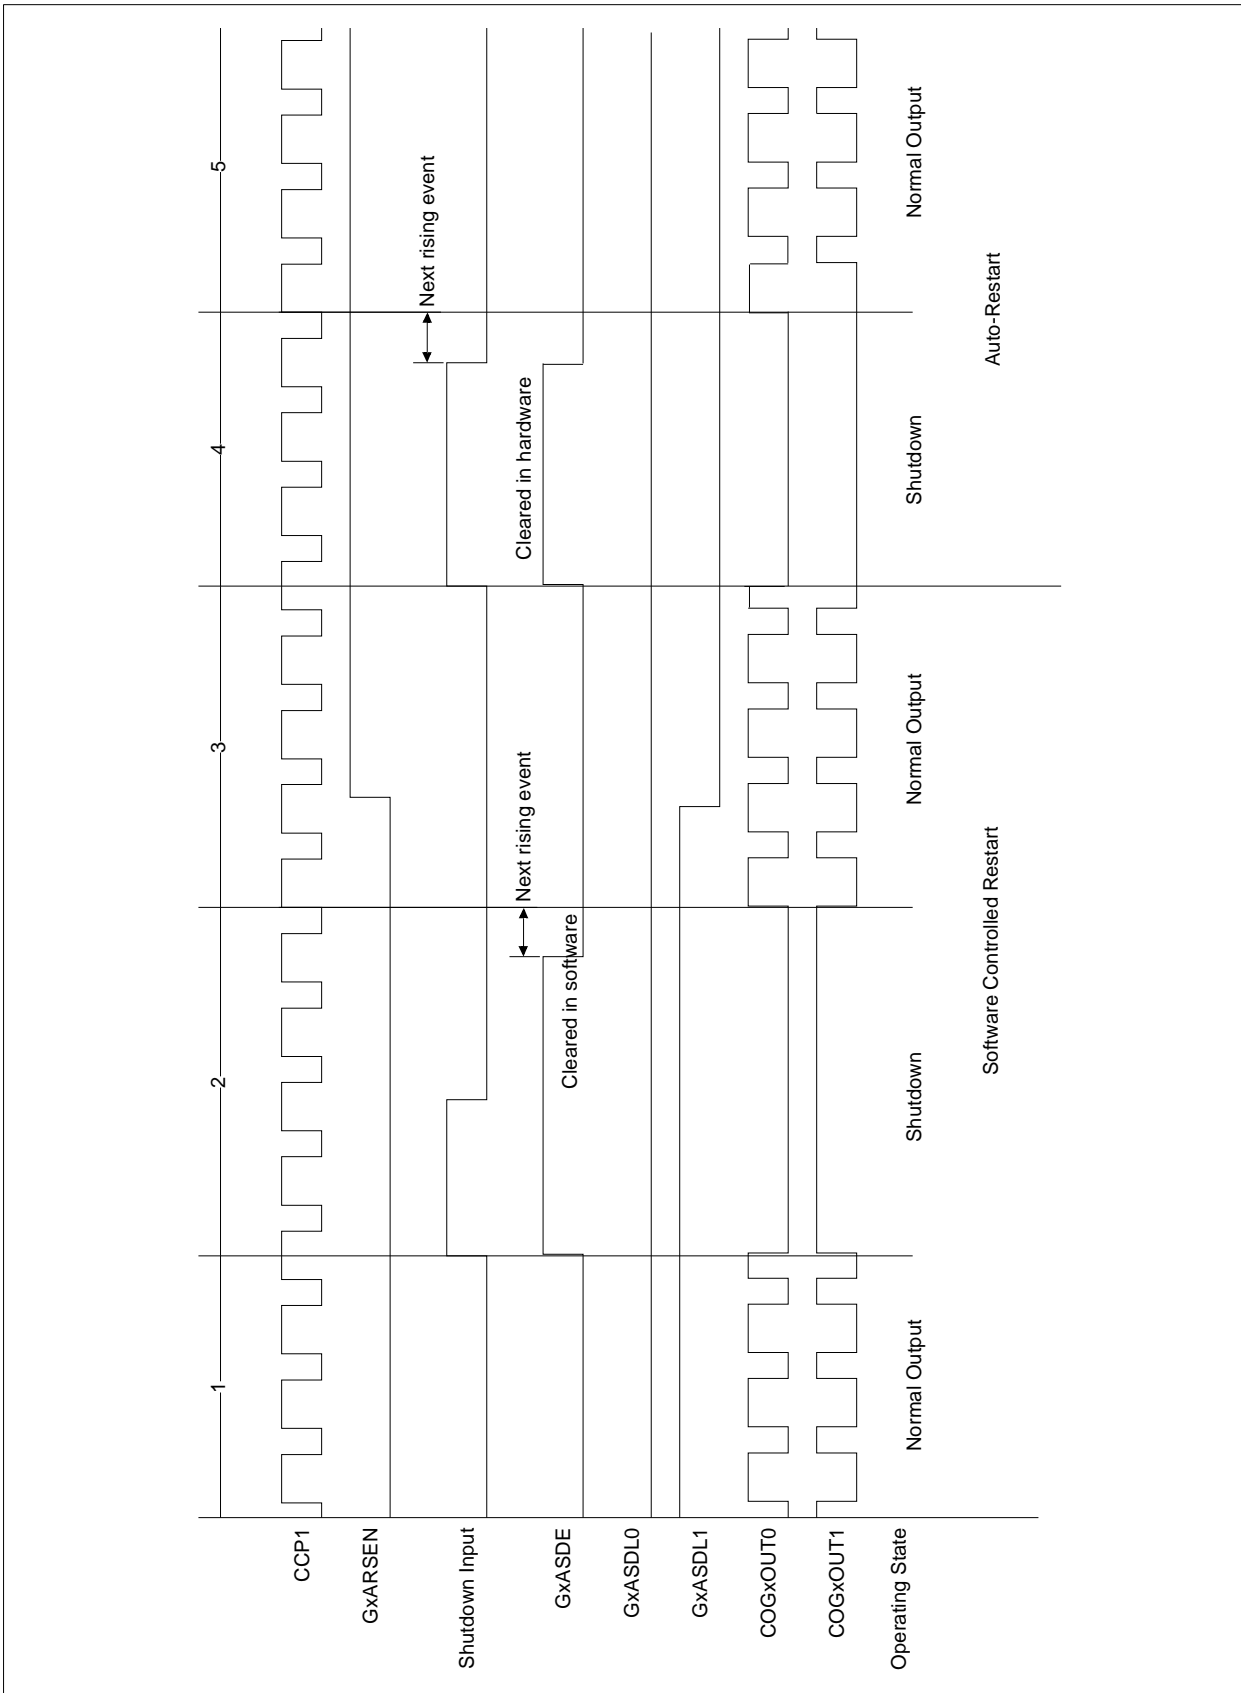 1
2
3
4
5
CCP1
GxARSEN
Next rising event
Shutdown Input
Next rising event
Cleared in hardware
GxASDE
Cleared in software
GxASDL0
GxASDL1
COGxOUT0
COGxOUT1
Operating State
Normal Output
Shutdown
Normal Output
Shutdown
Normal Output
Software Controlled Restart
Auto-Restart